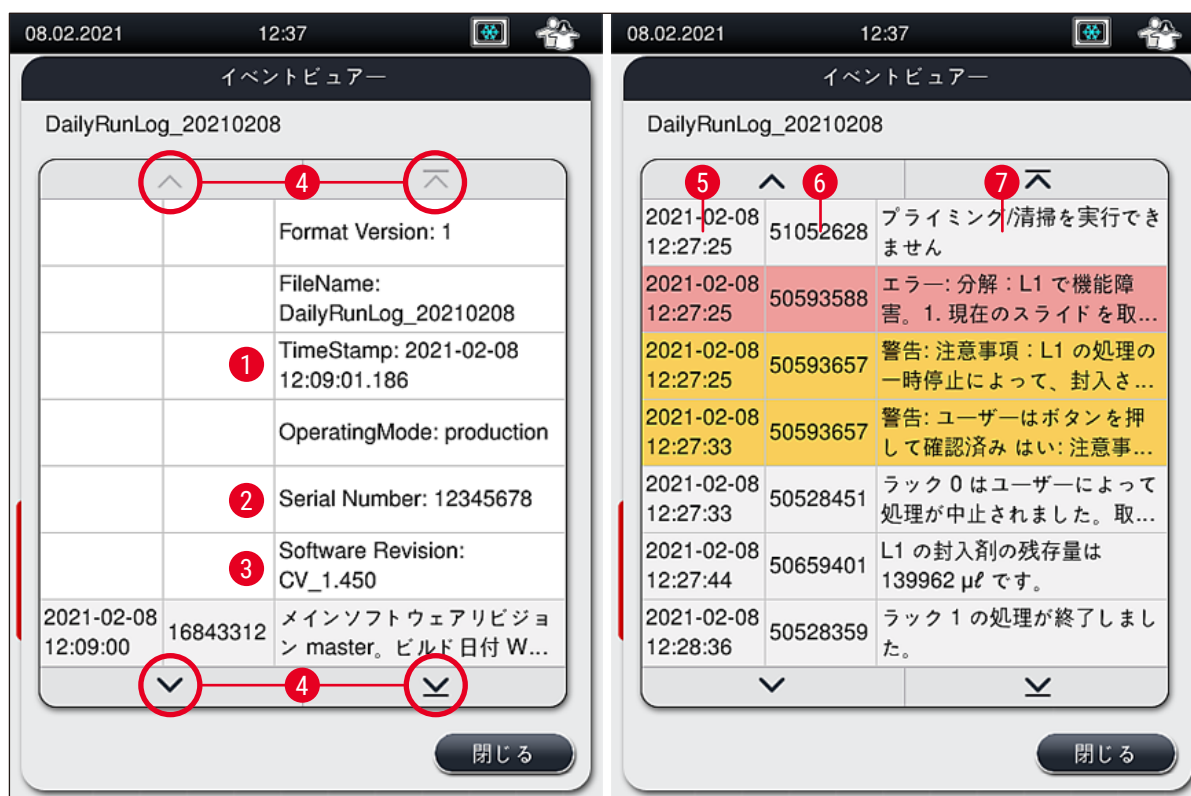 08.02.2021 12:37
イベントビュアー
DailyRunLog_20210208
4
Format Version: 1
FileName:
DailyRunLog_20210208
1
TimeStamp: 2021-02-08
12:09:01.186
OperatingMode: production
2
Serial Number: 12345678
3
Software Revision:
CV_1.450
2021-02-08
12:09:00
16843312
メインソフトウェアリビジョ
ン master。ビルド日付 W...
4
閉じる
08.02.2021 12:37
イベントビュアー
DailyRunLog_20210208
5 6 7
2021-02-08
12:27:25
51052628
プライミング/清掃を実行でき
ません
2021-02-08
12:27:25
50593588
エラー: 分解：L1 で機能障
害。1. 現在のスライドを取...
2021-02-08
12:27:25
50593657
警告: 注意事項：L1 の処理の
一時停止によって、封入さ...
2021-02-08
12:27:33
50593657
警告: ユーザーはボタンを押
して確認済み はい: 注意事...
2021-02-08
12:27:33
50528451
ラック 0 はユーザーによって
処理が中止されました。取...
2021-02-08
12:27:44
50659401
L1 の封入剤の残存量は
139962 µℓ です。
2021-02-08
12:28:36
50528359
ラック 1 の処理が終了しまし
た。
閉じる